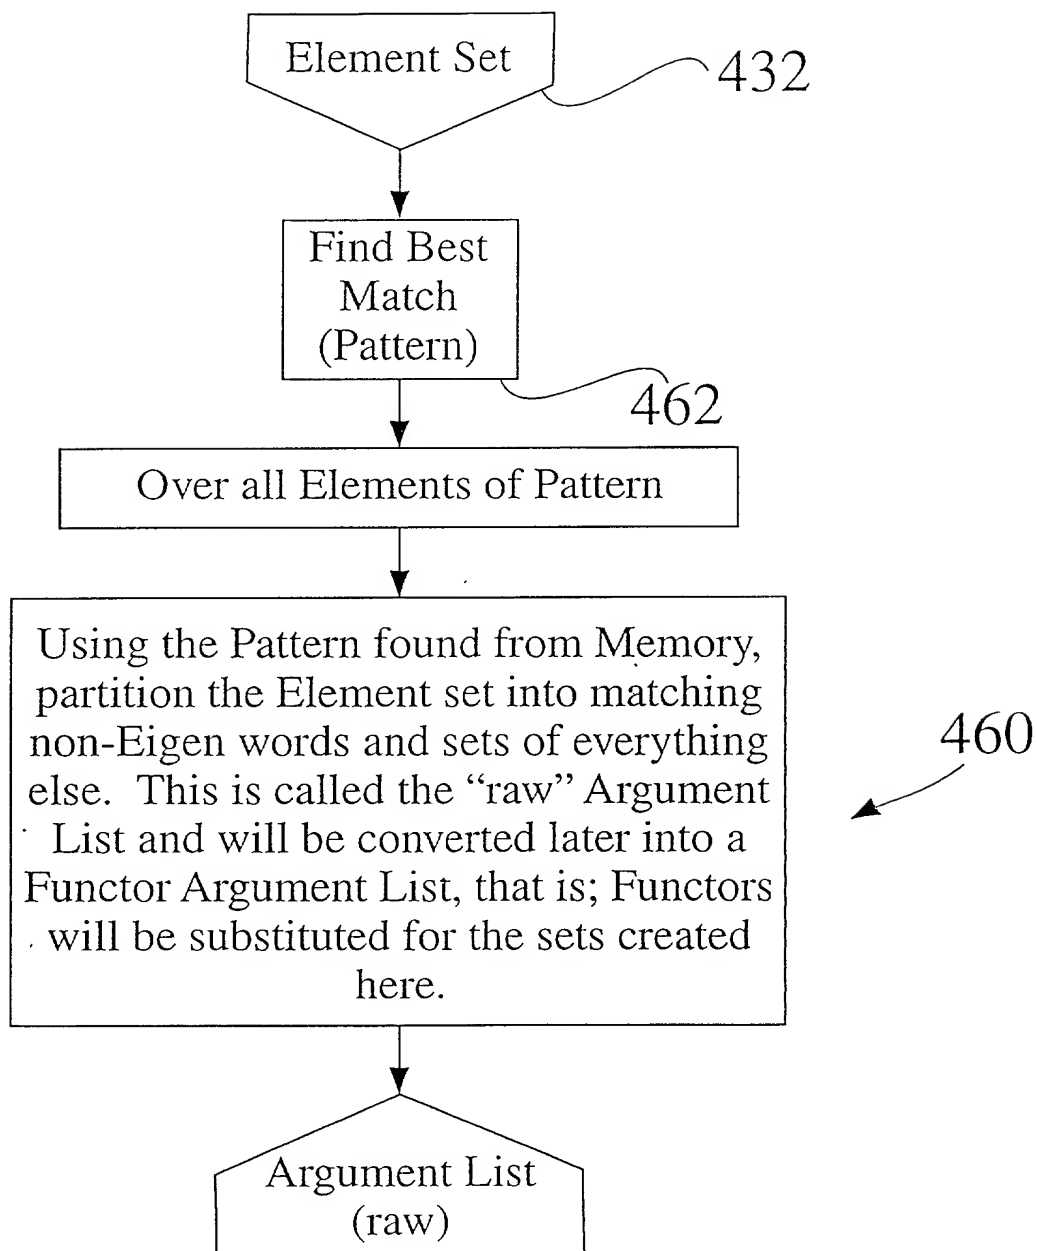 Element Set
432
Find Best
Match
(Pattern)
462
Over all Elements of Pattern
Using the Pattern found from Memory,
partition the Element set into matching
non-Eigen words and sets of everything
else. This is called the “raw” Argument
List and will be converted later into a
Functor Argument List, that is; Functors
will be substituted for the sets created
here.
460
Argument List
(raw)